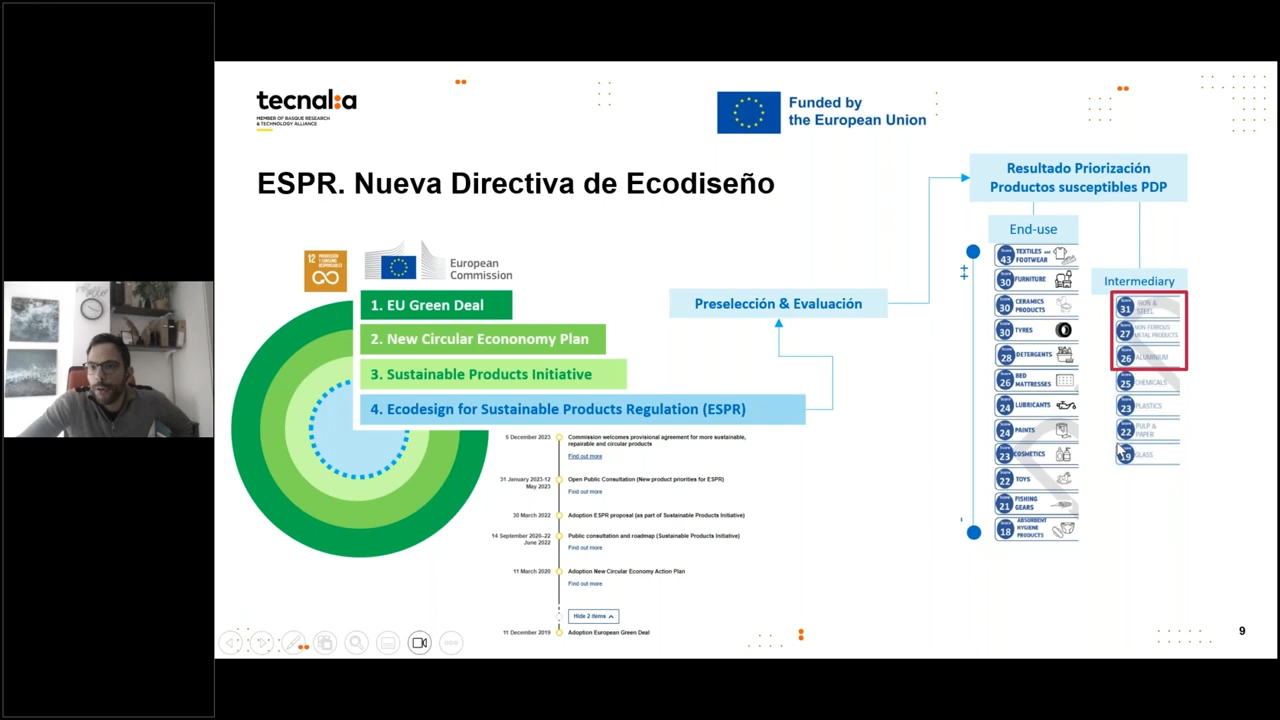 tecnal:a
MEMBER OF BASQUE RESEARCH
& TECHNOLOGY ALLIANCE
Funded by
the European Union
ESPR. Nueva Directiva de Ecodiseño
12 PRODUCCIÓN
Y CONSUMO
RESPONSABLES
European
Commission
1. EU Green Deal
2. New Circular Econonomy Plan
3. Sustainable Products Initiative
4. Ecodesign for Sustainable Products Regulation (ESPR)
5 December 2023
Commission welcomes provisional agreement for more sustainable,
repairable and circular products
Find out more
31 January 2023-12
May 2023
Open Public Consultation (New product priorities for ESPR)
Find out more
30 March 2022
Adoption ESPR proposal (as part of Sustainable Products Initiative)
14 September 2020–22
June 2022
Public consultation and roadmap (Sustainable Products Initiative)
Find out more
11 March 2020
Adoption New Circular Economy Action Plan
Find out more
Hide 2 items
11 December 2019
Adoption European Green Deal
Preselección & Evaluación
Resultado Priorización
Productos susceptibles PDP
End-use
43 TEXTILES and
FOOTWEAR
30 FURNITURE
30 CERAMICS
PRODUCTS
30 TYRES
28 DETERGENTS
26 BED
MATTRESSES
24 LUBRICANTS
24 PAINTS
23 COSMETICS
22 TOYS
21 FISHING
GEARS
18 ABSORBENT
HYGIENE
PRODUCTS
Intermediary
31 IRON &
STEEL
27 NON-FERROUS
METAL PRODUCTS
26 ALUMINIUM
25 CHEMICALS
23 PLASTICS
22 PULP &
PAPER
19 GLASS
++
-
9